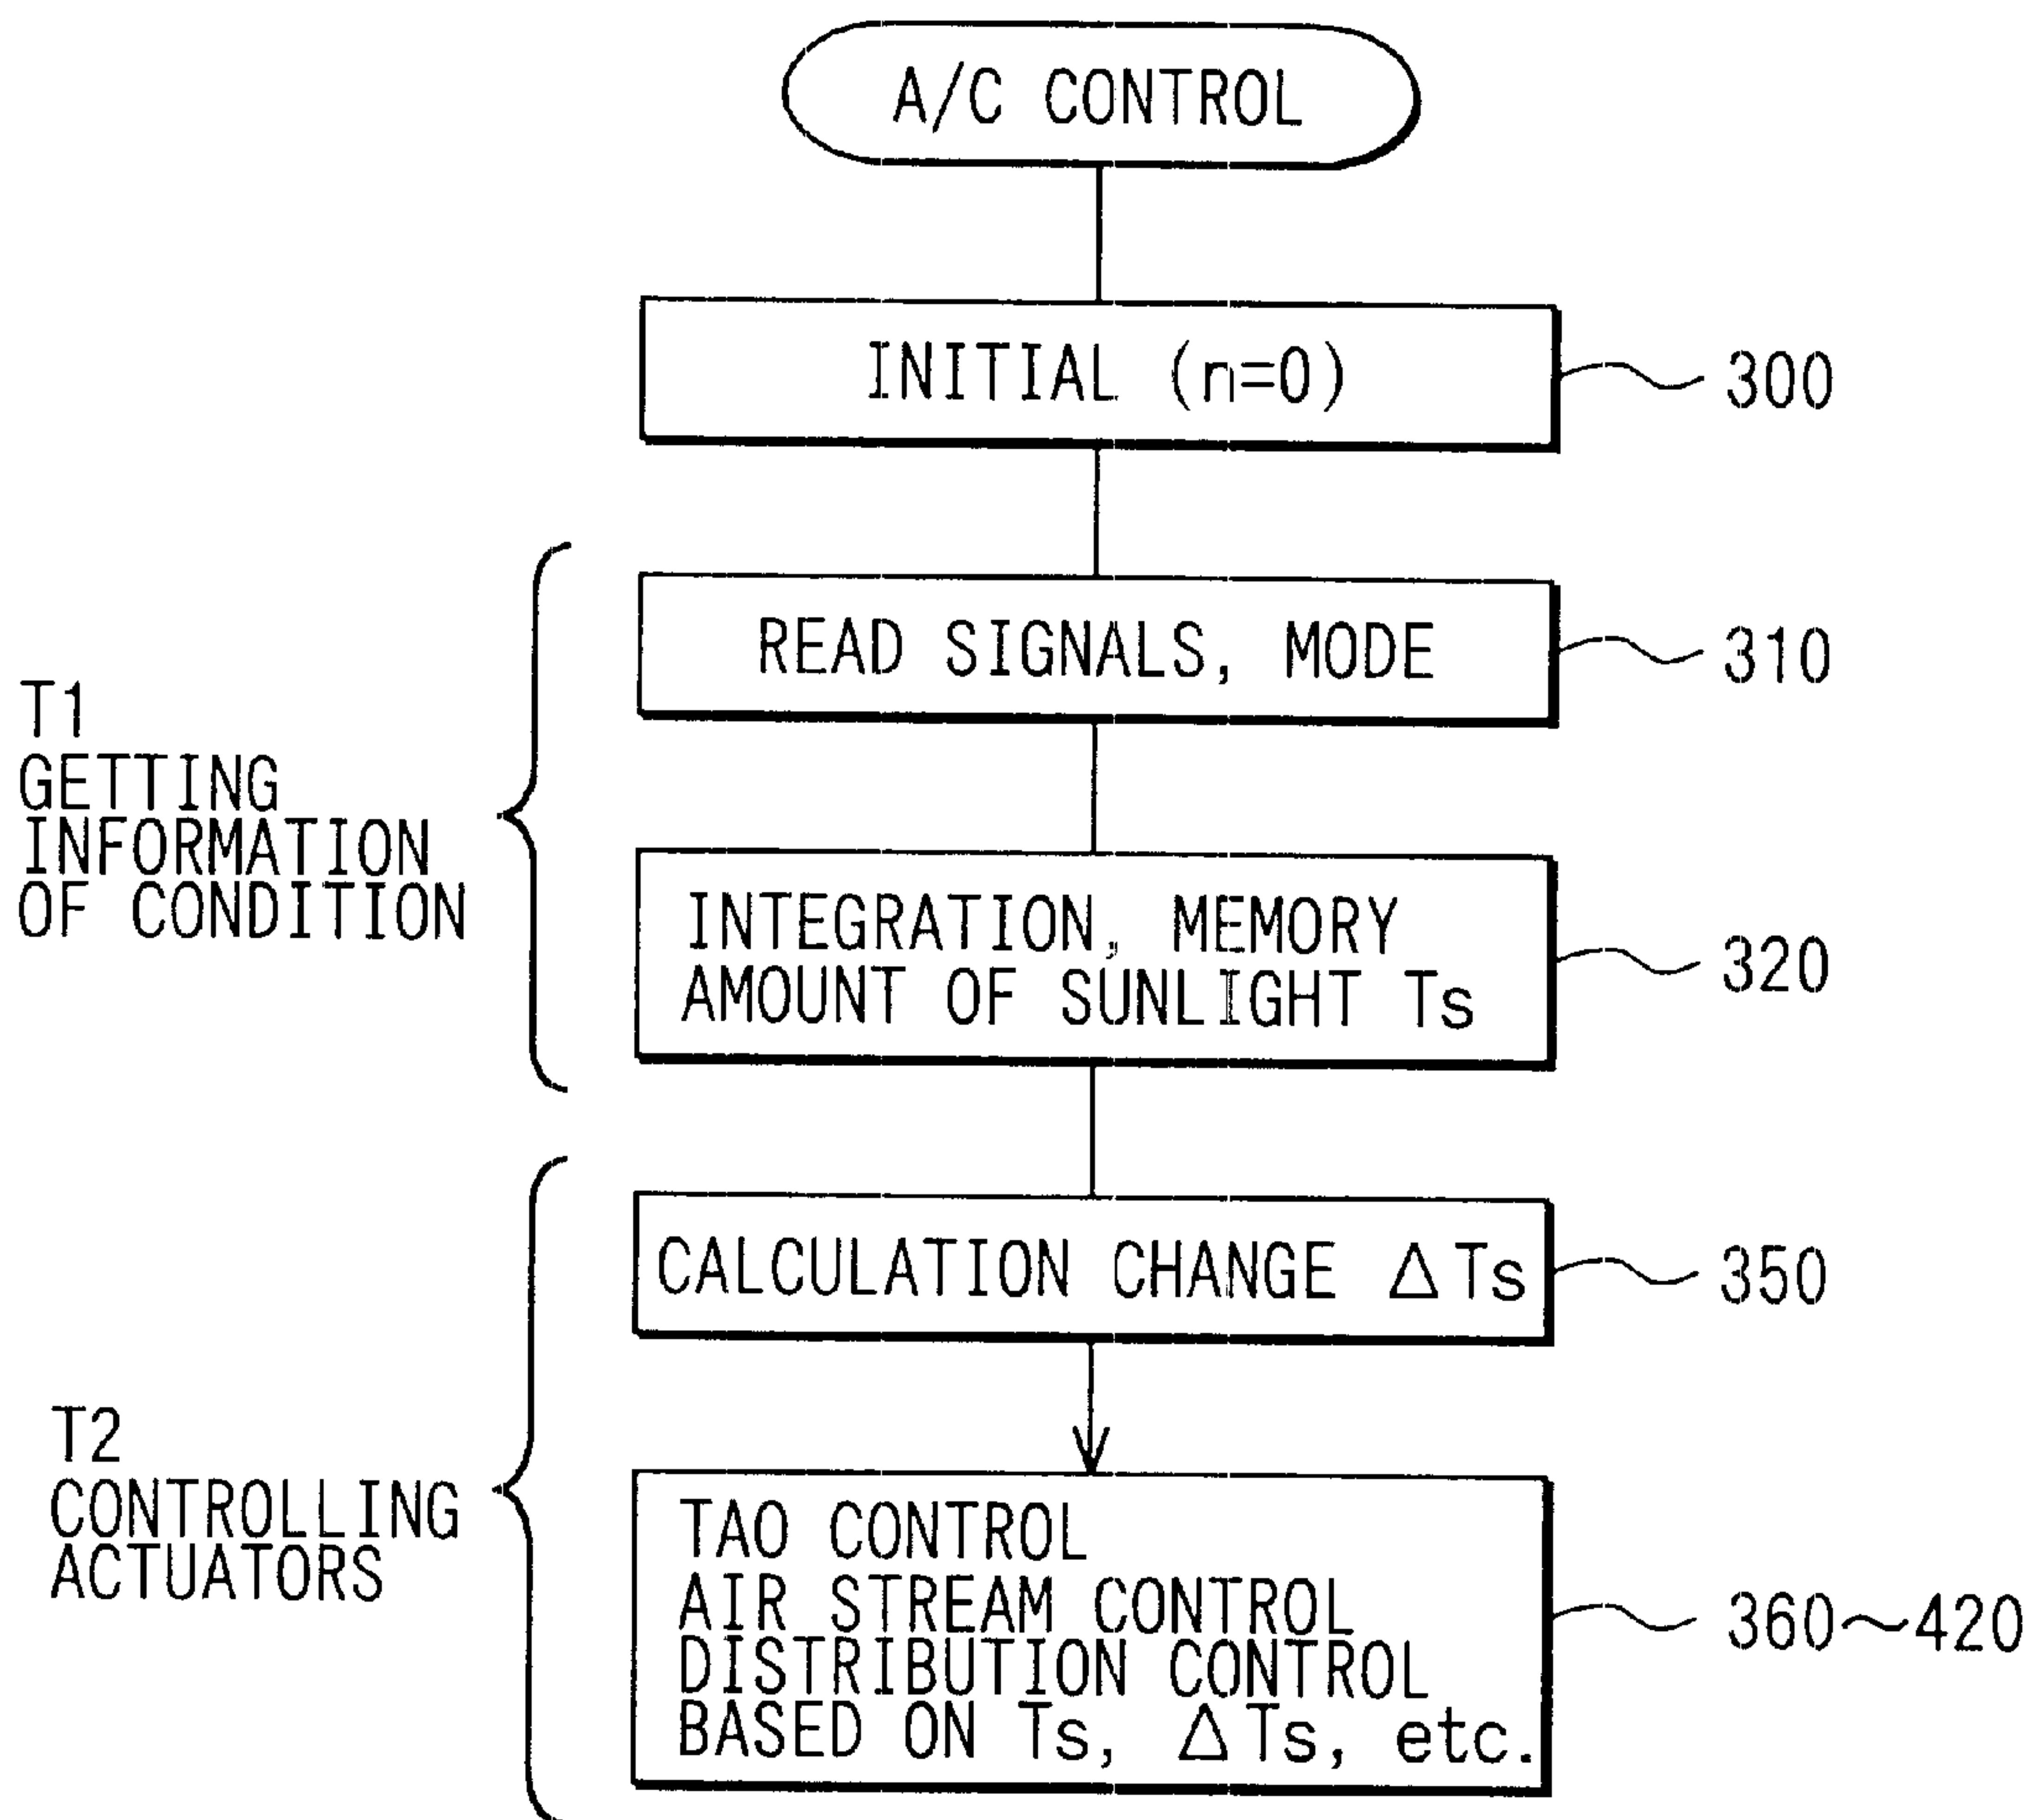 A/C CONTROL
INITIAL (n=0)
300
READ SIGNALS, MODE
310
T1
GETTING
INFORMATION
OF CONDITION
INTEGRATION, MEMORY
AMOUNT OF SUNLIGHT Ts
320
CALCULATION CHANGE ΔTs
350
T2
CONTROLLING
ACTUATORS
TAO CONTROL
AIR STREAM CONTROL
DISTRIBUTION CONTROL
BASED ON Ts, ΔTs, etc.
360~420